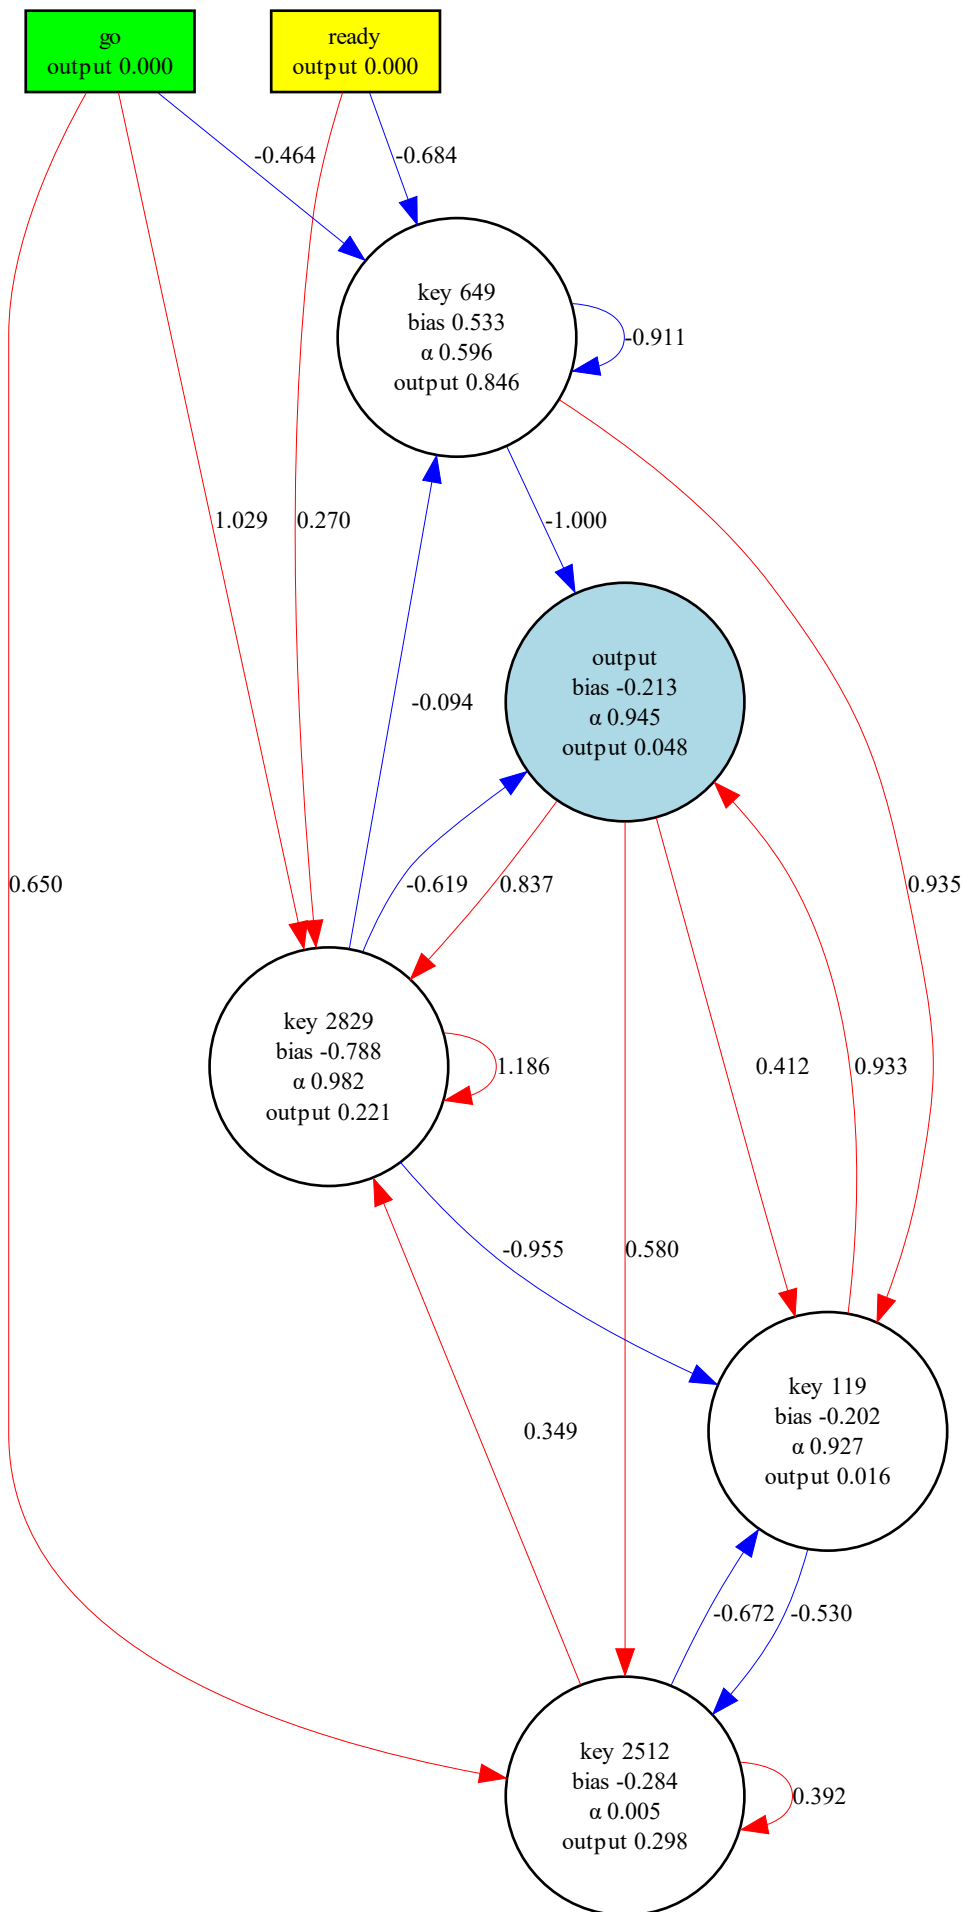 go
output 0.000
ready
output 0.000
-0.464
-0.684
key 649
bias 0.533
α 0.596
output 0.846
-0.911
1.029
0.270
-1.000
output
bias -0.213
α 0.945
output 0.048
-0.094
0.650
-0.619
0.837
0.935
key 2829
bias -0.788
α 0.982
output 0.221
1.186
0.412
0.933
-0.955
0.580
key 119
bias -0.202
α 0.927
output 0.016
0.349
-0.672
-0.530
key 2512
bias -0.284
α 0.005
output 0.298
0.392